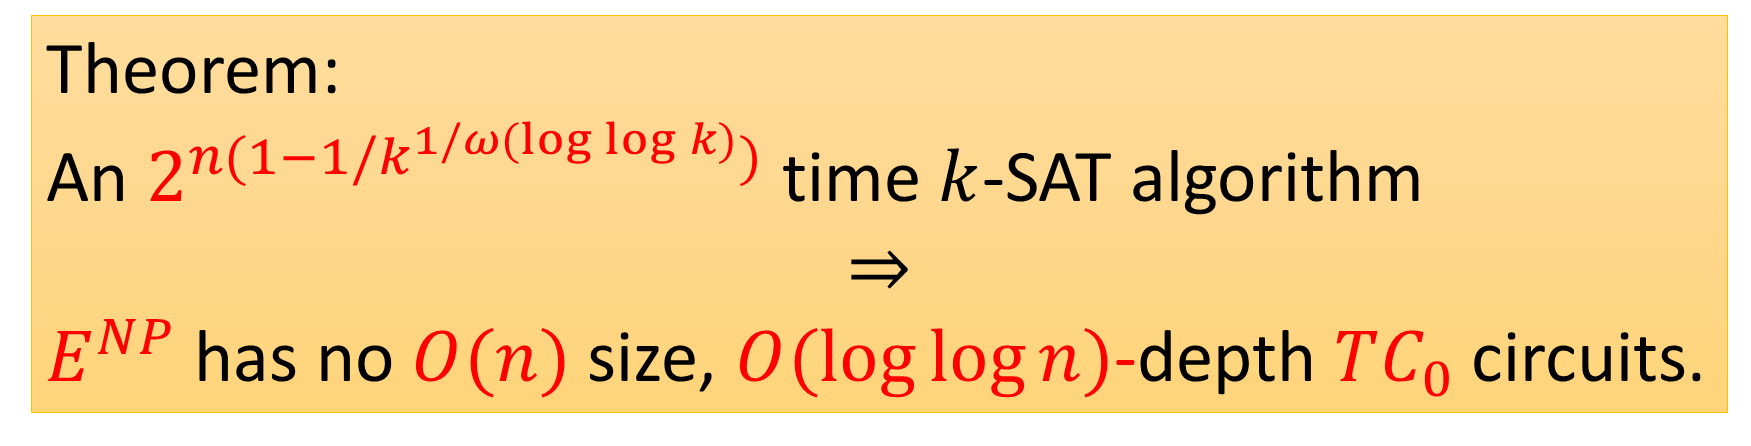 Theorem:
An 2^{n(1−1/k^{1/ω(log log k)})} time k-SAT algorithm
⇒
E^{NP} has no O(n) size, O(log log n)-depth TC_0 circuits.